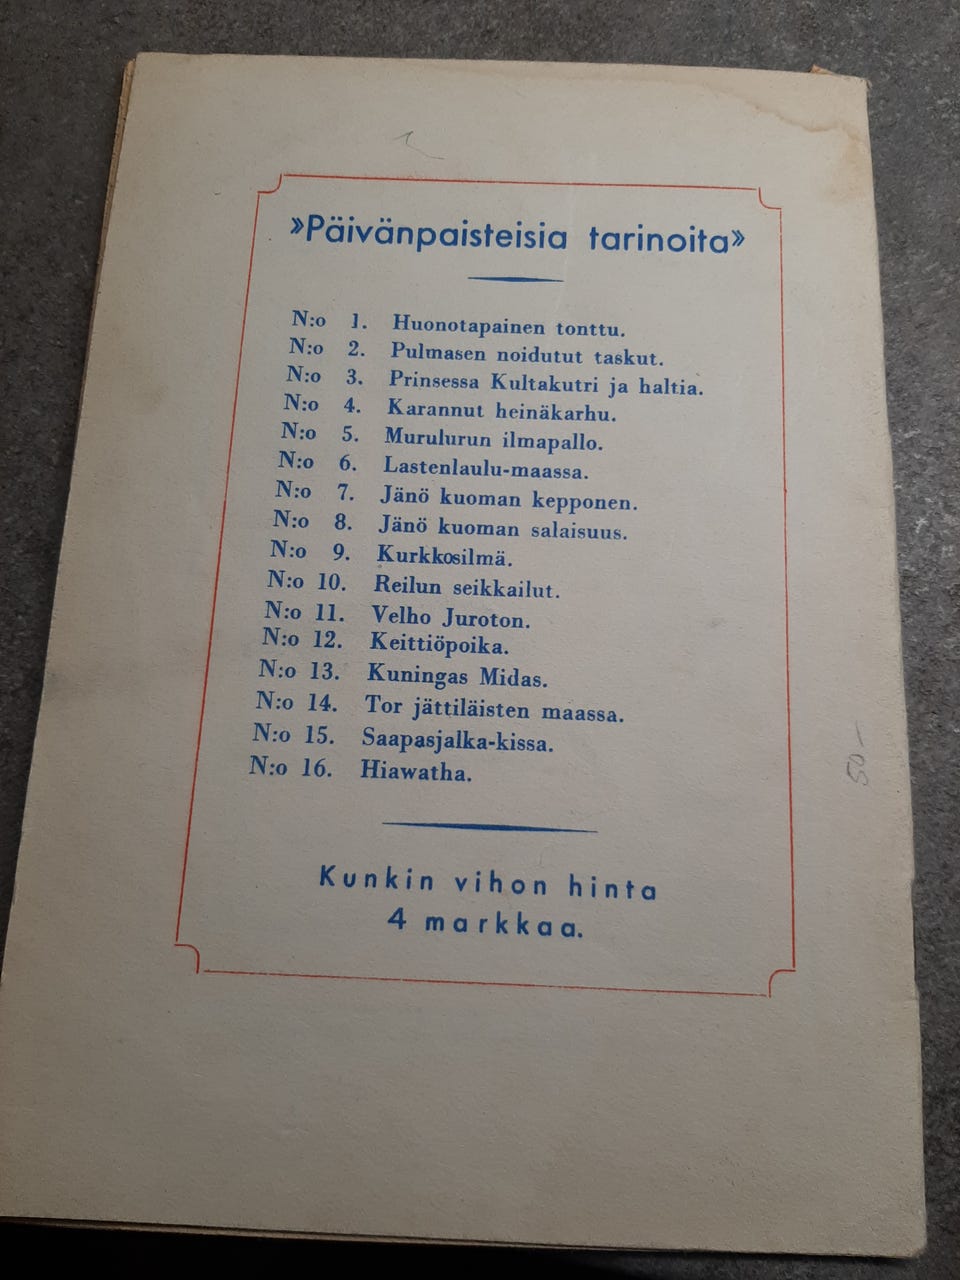 »Päivänpaisteisia tarinoita»
N:o 1. Huonotapainen tonttu.
N:o 2. Pulmasen noidutut taskut.
N:o 3. Prinsessa Kultakutri ja haltia.
N:o 4. Karannut heinäkarhu.
N:o 5. Murulurun ilmapallo.
N:o 6. Lastenlaulu-maassa.
N:o 7. Jänö kuoman kepponen.
N:o 8. Jänö kuoman salaisuus.
N:o 9. Kurkkosilmä.
N:o 10. Reilun seikkailut.
N:o 11. Velho Juroton.
N:o 12. Keittiöpoika.
N:o 13. Kuningas Midas.
N:o 14. Tor jättiläisten maassa.
N:o 15. Saapasjalka-kissa.
N:o 16. Hiawatha.
Kunkin vihon hinta
4 markkaa.
50–